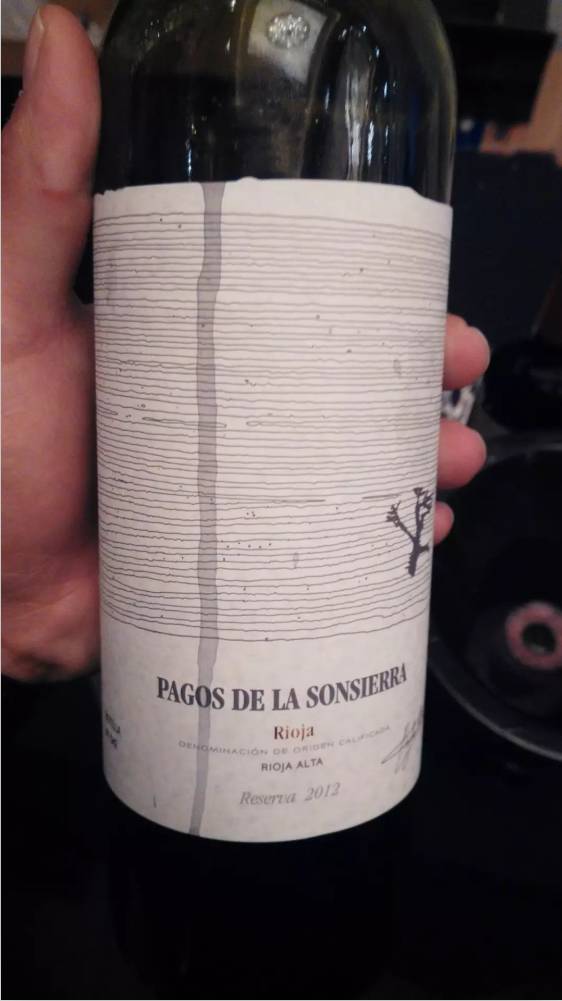 PAGOS DE LA SONSIERRA
Rioja
DENOMINACIÓN DE ORIGEN CALIFICADA
RIOJA ALTA
Reserva 2012